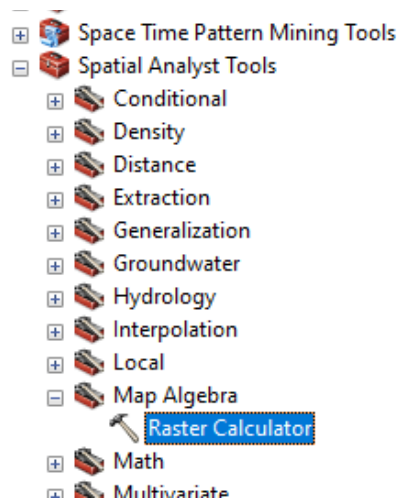 Space Time Pattern Mining Tools
Spatial Analyst Tools
Conditional
Density
Distance
Extraction
Generalization
Groundwater
Hydrology
Interpolation
Local
Map Algebra
Raster Calculator
Math
Multivariate